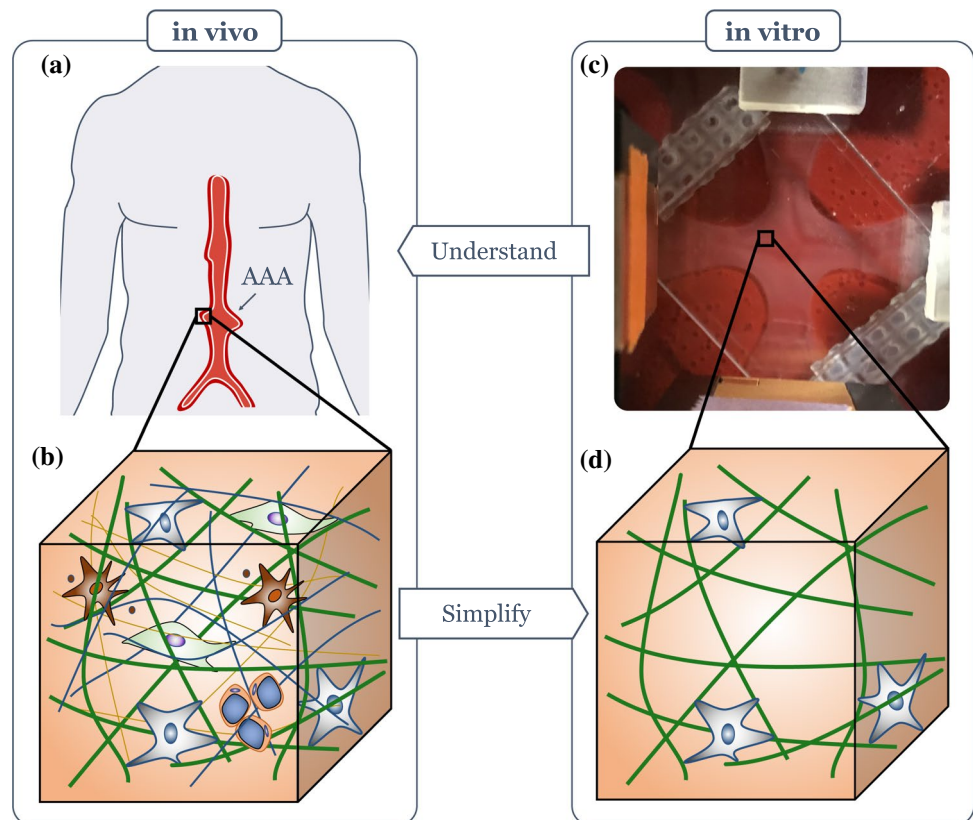 in vivo
in vitro
(a)
(c)
AAA
Understand
(b)
(d)
Simplify